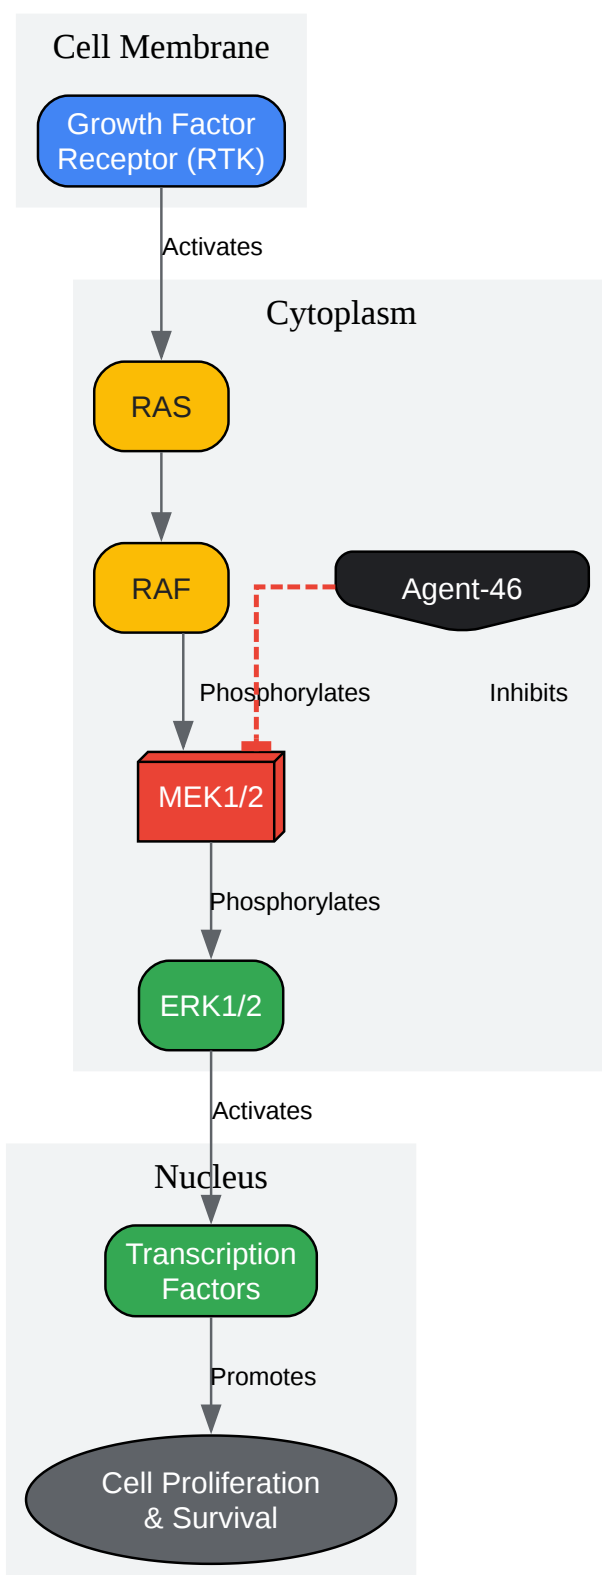 Cell Membrane
Growth Factor
Receptor (RTK)
Activates
Cytoplasm
RAS
RAF
Agent-46
Phosphorylates
Inhibits
MEK1/2
Phosphorylates
ERK1/2
Activates
Nucleus
Transcription
Factors
Promotes
Cell Proliferation
& Survival